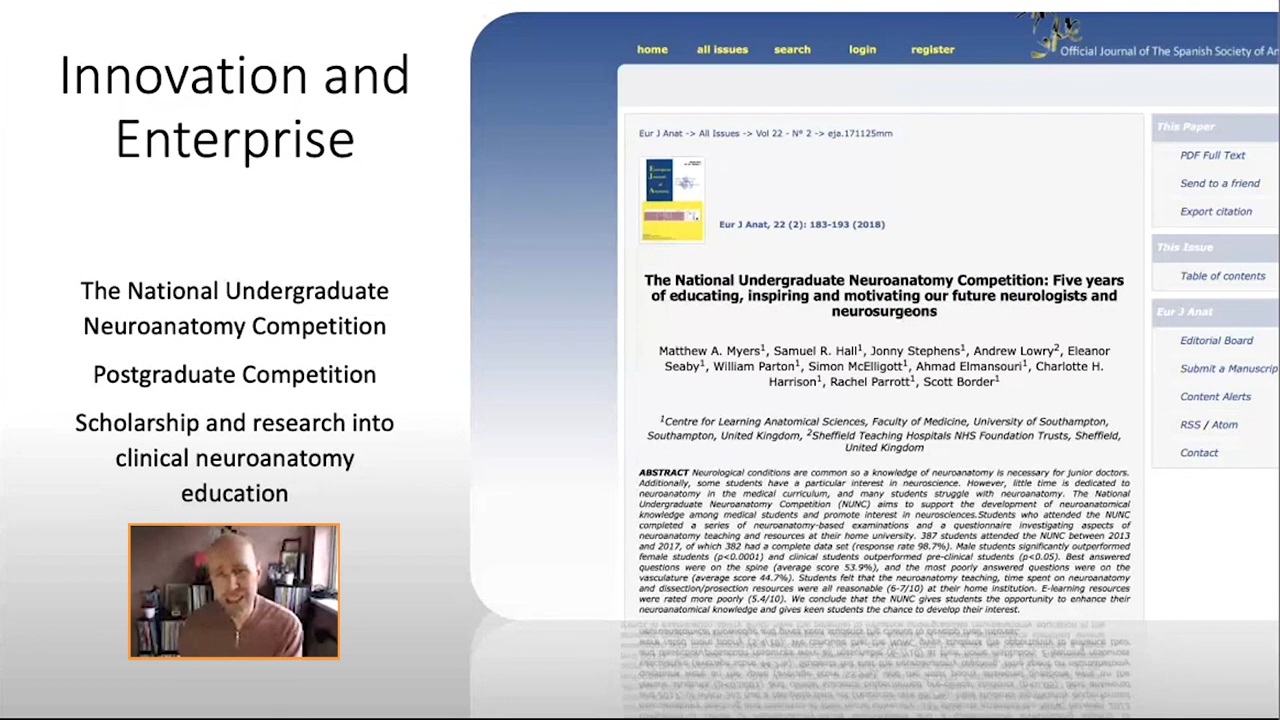 Innovation and
Enterprise
The National Undergraduate
Neuroanatomy Competition
Postgraduate Competition
Scholarship and research into
clinical neuroanatomy
education
home all issues search login register
Official Journal of The Spanish Society of An
Eur J Anat -> All Issues -> Vol 22 - Nº 2 -> eja.171125mm
European
Journal
of
Anatomy
Eur J Anat, 22 (2): 183-193 (2018)
The National Undergraduate Neuroanatomy Competition: Five years
of educating, inspiring and motivating our future neurologists and
neurosurgeons
Matthew A. Myers1, Samuel R. Hall1, Jonny Stephens1, Andrew Lowry2, Eleanor
Seaby1, William Parton1, Simon McElligott1, Ahmad Elmansouri1, Charlotte H.
Harrison1, Rachel Parrott1, Scott Border1
1Centre for Learning Anatomical Sciences, Faculty of Medicine, University of Southampton,
Southampton, United Kingdom, 2Sheffield Teaching Hospitals NHS Foundation Trusts, Sheffield,
United Kingdom
ABSTRACT Neurological conditions are common so a knowledge of neuroanatomy is necessary for junior doctors.
Additionally, some students have a particular interest in neuroscience. However, little time is dedicated to
neuroanatomy in the medical curriculum, and many students struggle with neuroanatomy. The National
Undergraduate Neuroanatomy Competition (NUNC) aims to support the development of neuroanatomical
knowledge among medical students and promote interest in neurosciences.Students who attended the NUNC
completed a series of neuroanatomy-based examinations and a questionnaire investigating aspects of
neuroanatomy teaching and resources at their home university. 387 students attended the NUNC between 2013
and 2017, of which 382 had a complete data set (response rate 98.7%). Male students significantly outperformed
female students (p<0.0001) and clinical students outperformed pre-clinical students (p<0.05). Best answered
questions were on the spine (average score 53.9%), and the most poorly answered questions were on the
vasculature (average score 44.7%). Students felt that the neuroanatomy teaching, time spent on neuroanatomy
and dissection/prosection resources were all reasonable (6-7/10) at their home institution. E-learning resources
were rated more poorly (5.4/10). We conclude that the NUNC gives students the opportunity to enhance their
neuroanatomical knowledge and gives keen students the chance to develop their interest.
This Paper
PDF Full Text
Send to a friend
Export citation
This Issue
Table of contents
Eur J Anat
Editorial Board
Submit a Manuscrip
Content Alerts
RSS / Atom
Contact